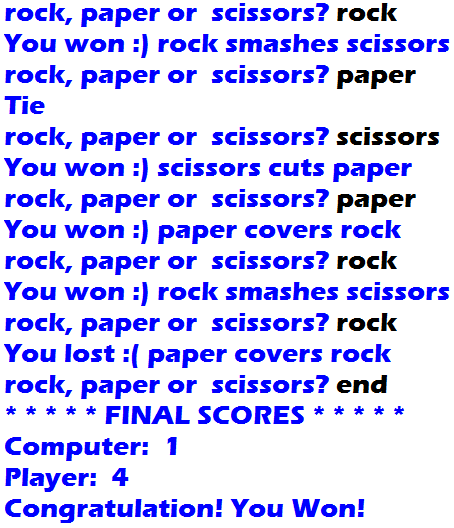 rock, paper or  scissors? rock
You won :) rock smashes scissors
rock, paper or  scissors? paper
Tie
rock, paper or  scissors? scissors
You won :) scissors cuts paper
rock, paper or  scissors? paper
You won :) paper covers rock
rock, paper or  scissors? rock
You won :) rock smashes scissors
rock, paper or  scissors? rock
You lost :( paper covers rock
rock, paper or  scissors? end
* * * * * FINAL SCORES * * * * *
Computer:  1
Player:  4
Congratulation! You Won!